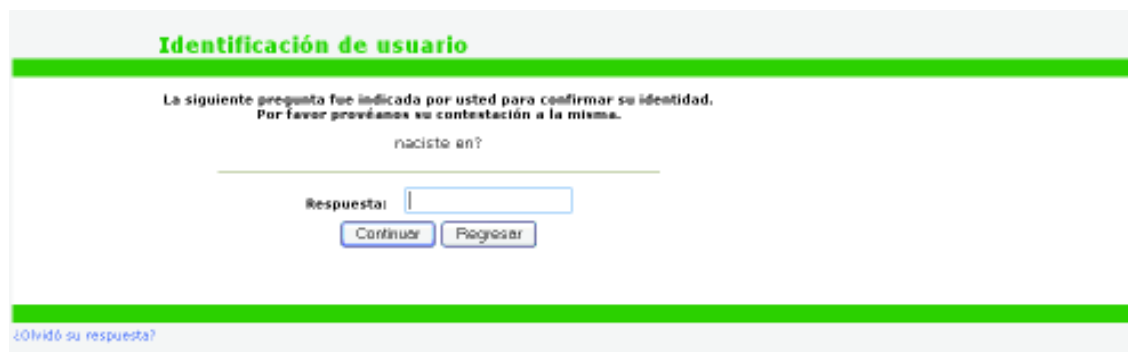 Identificación de usuario
La siguiente pregunta fue indicada por usted para confirmar su identidad.
Por favor provéanos su contestación a la misma.
naciste en?
Respuesta:
Continuar Regresar
¿Olvidó su respuesta?